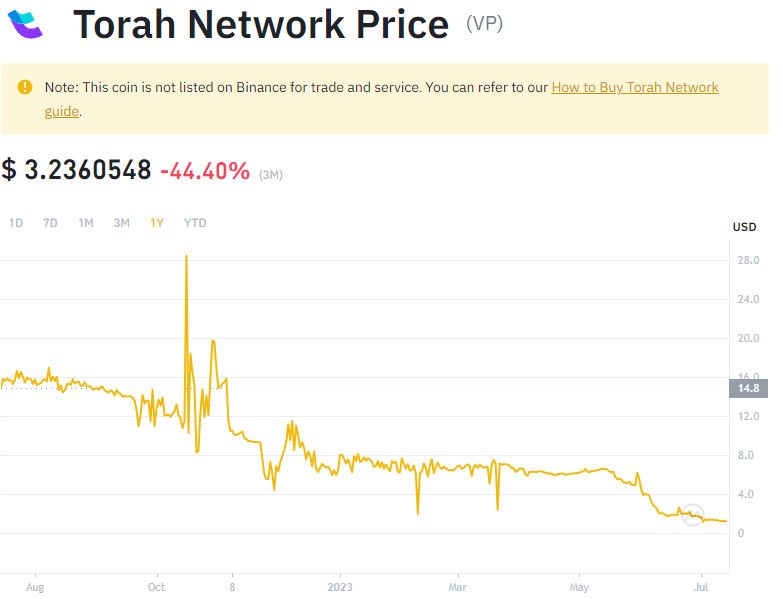 Torah Network Price (VP)
Note: This coin is not listed on Binance for trade and service. You can refer to our How to Buy Torah Network
guide.
$ 3.2360548 -44.40% (3M)
1D 7D 1M 3M 1Y YTD
USD
28.0
24.0
20.0
16.0
14.8
12.0
8.0
4.0
0
Aug Oct 8 2023 Mar May Jul